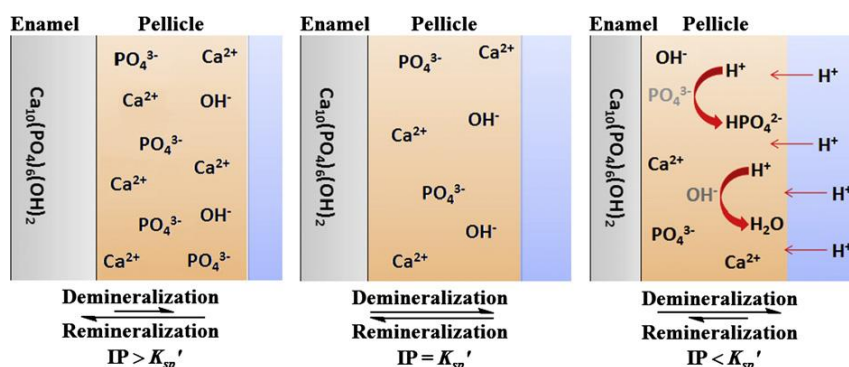 Enamel Pellicle
Ca₁₀(PO₄)₆(OH)₂
PO₄³⁻ Ca²⁺
Ca²⁺ OH⁻
PO₄³⁻
Ca²⁺
Ca²⁺
PO₄³⁻ OH⁻
Ca²⁺ PO₄³⁻
Demineralization
Remineralization
IP > Kₛₚ'
Enamel Pellicle
Ca₁₀(PO₄)₆(OH)₂
PO₄³⁻ Ca²⁺
Ca²⁺ OH⁻
PO₄³⁻
OH⁻
Ca²⁺
Demineralization
Remineralization
IP = Kₛₚ'
Enamel Pellicle
Ca₁₀(PO₄)₆(OH)₂
OH⁻ H⁺ H⁺
PO₄³⁻
HPO₄²⁻ H⁺
Ca²⁺ H⁺
OH⁻ H⁺
PO₄³⁻ H₂O
Ca²⁺ H⁺
Demineralization
Remineralization
IP < Kₛₚ'